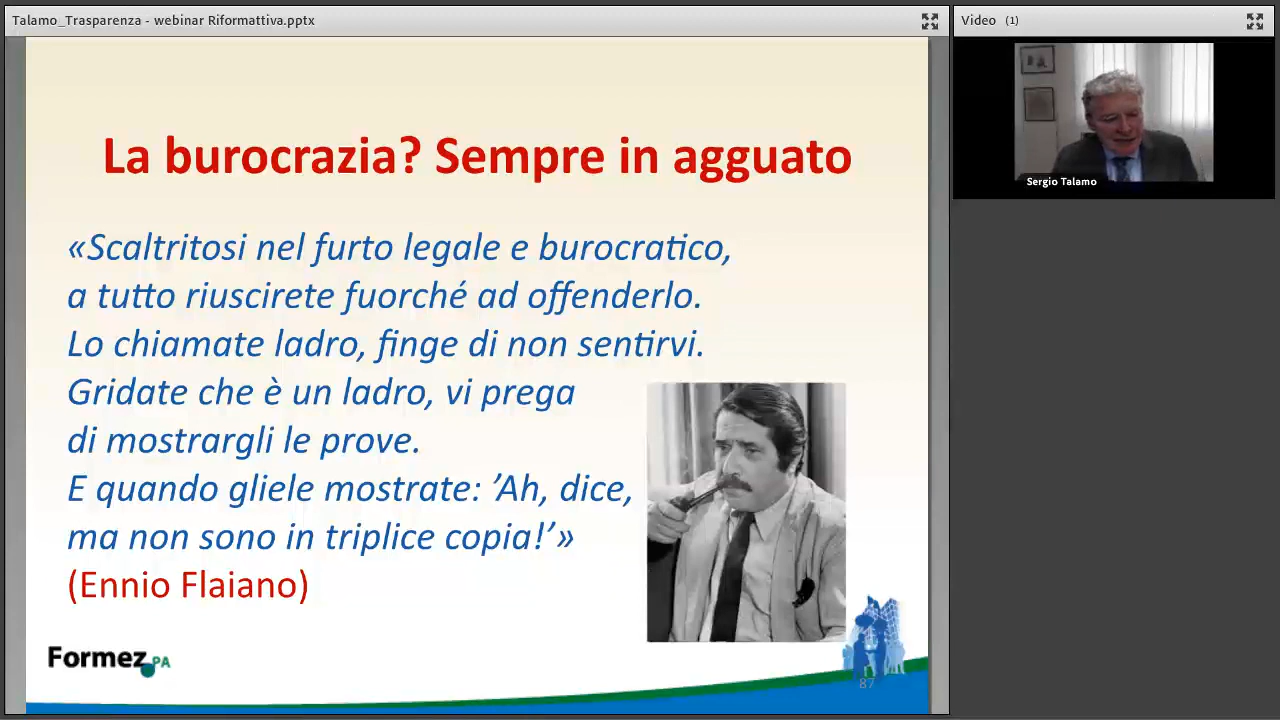 Talamo_Trasparenza - webinar Riformattiva.pptx
Video (1)
Sergio Talamo
La burocrazia? Sempre in agguato
«Scaltritosi nel furto legale e burocratico,
a tutto riuscirete fuorché ad offenderlo.
Lo chiamate ladro, finge di non sentirvi.
Gridate che è un ladro, vi prega
di mostrargli le prove.
E quando gliele mostrate: ’Ah, dice,
ma non sono in triplice copia!’»
(Ennio Flaiano)
Formez PA
87